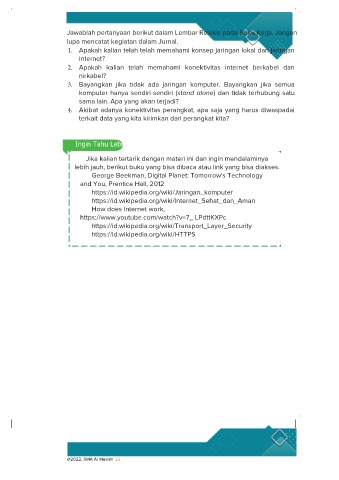 Jawablah pertanyaan berikut dalam Lembar Refleksi pada Buku Kerja. Jangan
lupa mencatat kegiatan dalam Jurnal.
1. Apakah kalian telah telah memahami konsep jaringan lokal dan jaringan
internet?
2. Apakah kalian telah memahami konektivitas internet berkabel dan
nirkabel?
3. Bayangkan jika tidak ada jaringan komputer. Bayangkan jika semua
komputer hanya sendiri-sendiri (stand alone) dan tidak terhubung satu
sama lain. Apa yang akan terjadi?
4. Akibat adanya konektivitas perangkat, apa saja yang harus diwaspadai
terkait data yang kita kirimkan dari perangkat kita?
Ingin Tahu Leb
Jika kalian tertarik dengan materi ini dan ingin mendalaminya
lebih jauh, berikut buku yang bisa dibaca atau link yang bisa diakses.
George Beekman, Digital Planet: Tomorrow's Technology
and You, Prentice Hall, 2012
https://id.wikipedia.org/wiki/Jaringan_komputer
https://id.wikipedia.org/wiki/Internet_Sehat_dan_Aman
How does Internet work,
https://www.youtube.com/watch?v=7_ LPdttKXPc
https://id.wikipedia.org/wiki/Transport_Layer_Security
https://id.wikipedia.org/wiki/HTTPS
@2022, SMA Al Masoem